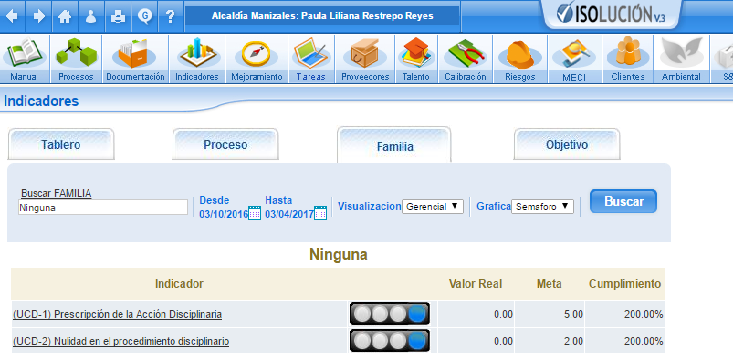 G ?
Alcaldía Manizales: Paula Liliana Restrepo Reyes
ISOLUCIÓN V.3
Manua Procesos Documentación Indicadores Mejoramiento Tareas Proveecores Talento Calibración Riesgos MECI Clientes Ambiental S&
Indicadores
Tablero Proceso Familia Objetivo
Buscar FAMILIA
Ninguna
Desde Hasta
03/10/2016 03/04/2017
Visualizacion Gerencial Grafica Semaforo Buscar
Ninguna
Indicador Valor Real Meta Cumplimiento
(UCD-1) Prescripción de la Acción Disciplinaria 0.00 5.00 200.00%
(UCD-2) Nulidad en el procedimiento disciplinario 0.00 2.00 200.00%